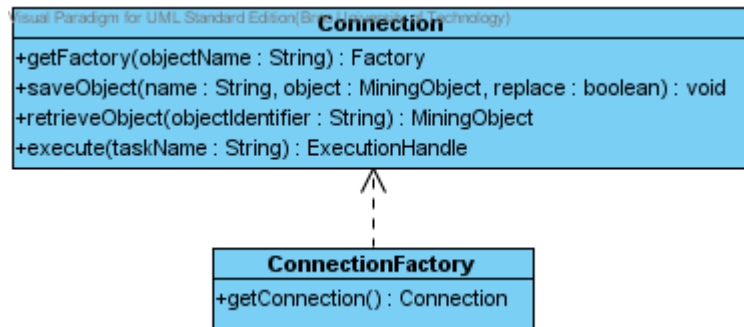 Visual Paradigm for UML Standard Edition(Brno University of Technology)
Connection
+getFactory(objectName : String) : Factory
+saveObject(name : String, object : MiningObject, replace : boolean) : void
+retrieveObject(objectIdentifier : String) : MiningObject
+execute(taskName : String) : ExecutionHandle
ConnectionFactory
+getConnection() : Connection